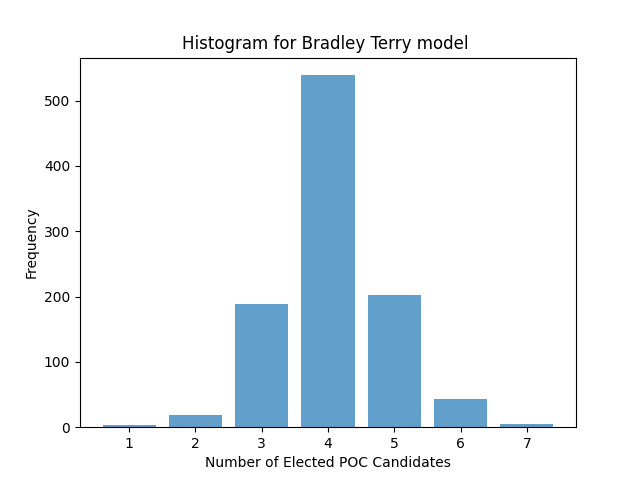 Histogram for Bradley Terry model
500
400
300
200
100
0
Frequency
1 2 3 4 5 6 7
Number of Elected POC Candidates